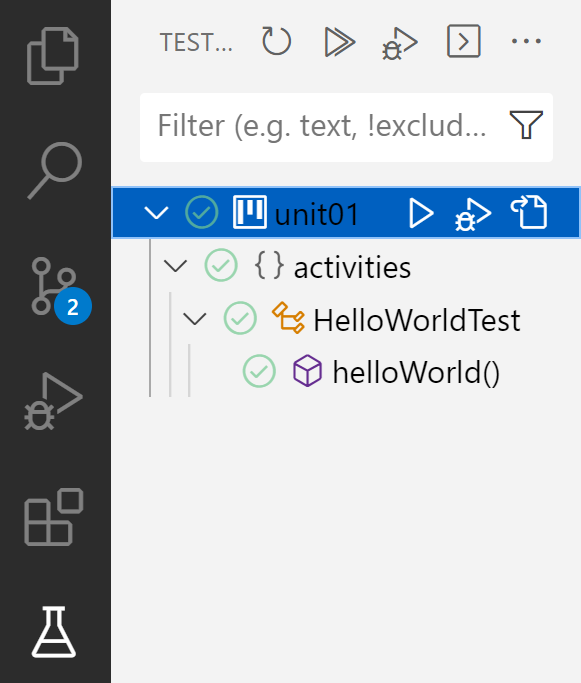 TEST...
Filter (e.g. text, !exclud...
unit01
2
{ } activities
HelloWorldTest
helloWorld()